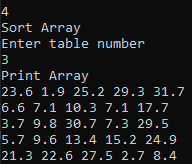 4
Sort Array
Enter table number
3
Print Array
23.6 1.9 25.2 29.3 31.7
6.6 7.1 10.3 7.1 17.7
3.7 9.8 30.7 7.3 29.5
5.7 9.6 13.4 15.2 24.9
21.3 22.6 27.5 2.7 8.4